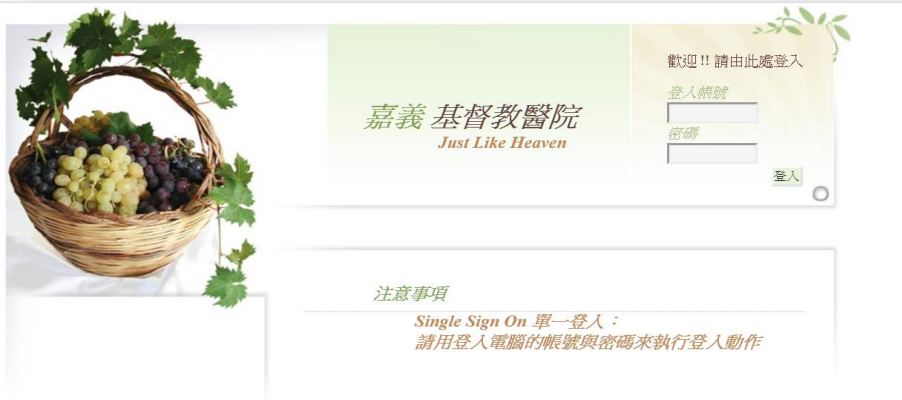 歡迎!! 請由此處登入
登入帳號
密碼
登入
嘉義 基督教醫院
Just Like Heaven
注意事項
Single Sign On 單一登入：
請用登入電腦的帳號與密碼來執行登入動作